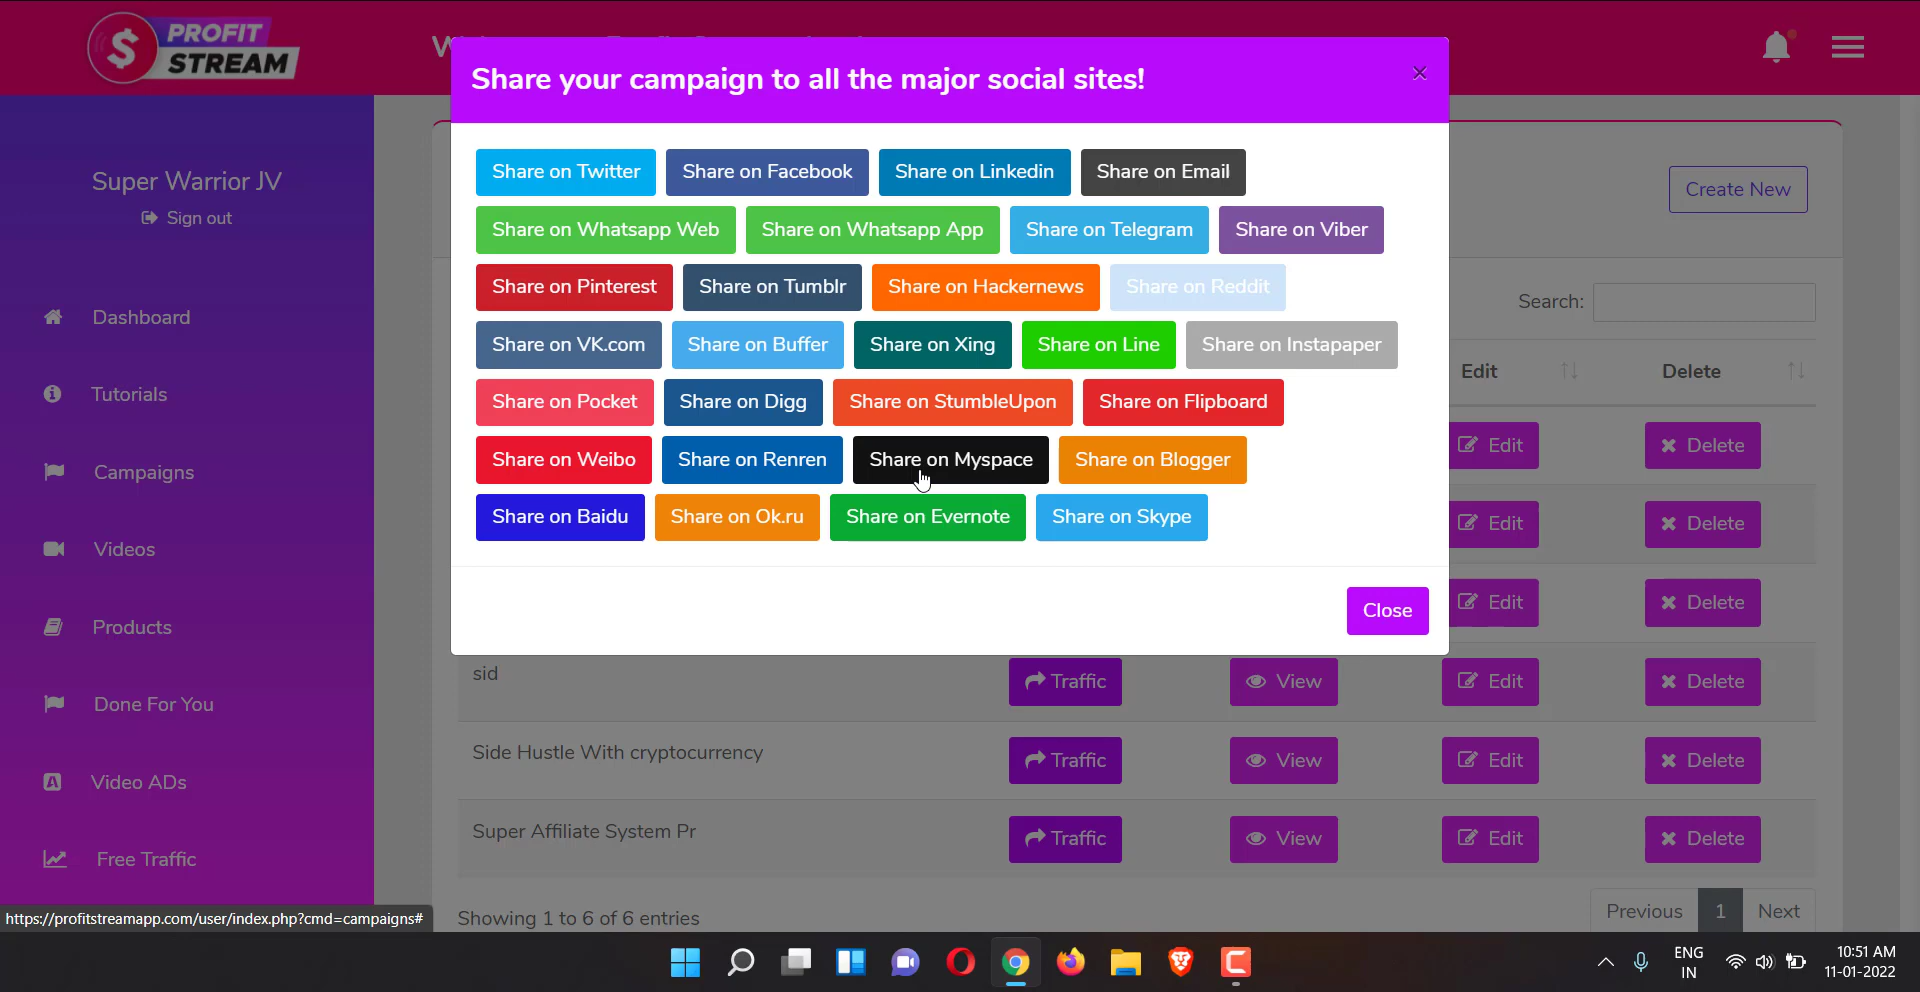 PROFIT
STREAM
Share your campaign to all the major social sites!
×
Super Warrior JV
Sign out
Dashboard
Tutorials
Campaigns
Videos
Products
Done For You
Video ADs
Free Traffic
Share on Twitter Share on Facebook Share on Linkedin Share on Email
Share on Whatsapp Web Share on Whatsapp App Share on Telegram Share on Viber
Share on Pinterest Share on Tumblr Share on Hackernews Share on Reddit
Share on VK.com Share on Buffer Share on Xing Share on Line Share on Instapaper
Share on Pocket Share on Digg Share on StumbleUpon Share on Flipboard
Share on Weibo Share on Renren Share on Myspace Share on Blogger
Share on Baidu Share on Ok.ru Share on Evernote Share on Skype
Close
Create New
Search:
Edit Delete
Edit Delete
Edit Delete
Edit Delete
sid Traffic View Edit Delete
Side Hustle With cryptocurrency Traffic View Edit Delete
Super Affiliate System Pr Traffic View Edit Delete
Showing 1 to 6 of 6 entries Previous 1 Next
https://profitstreamapp.com/user/index.php?cmd=campaigns#
ENG
IN
10:51 AM
11-01-2022